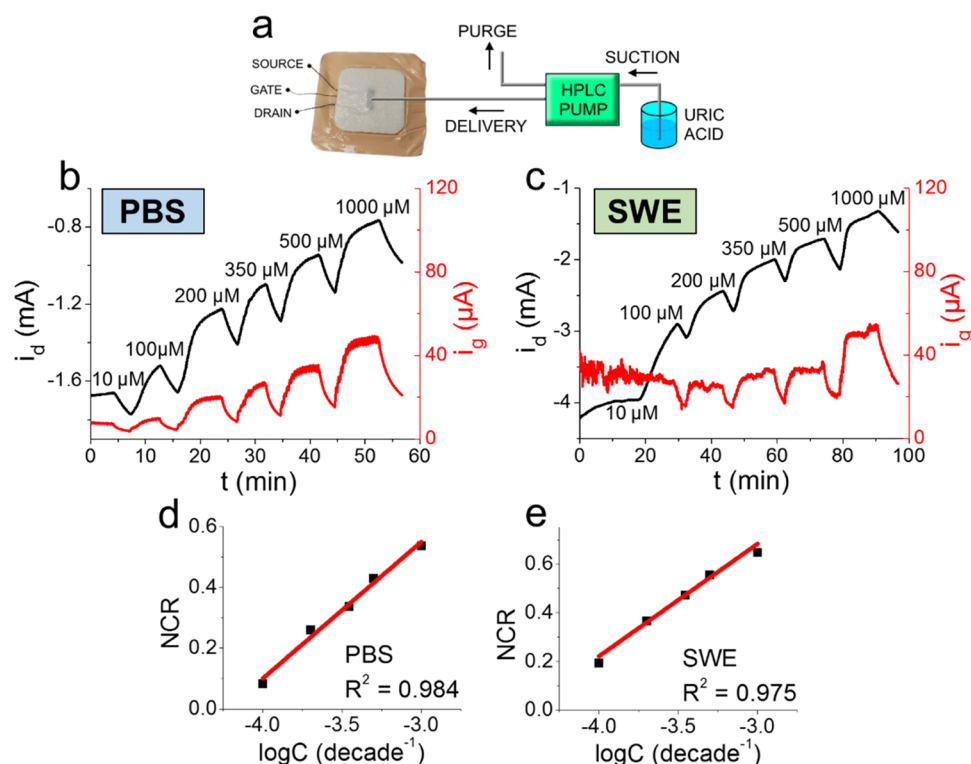 a
SOURCE
GATE
DRAIN
PURGE
SUCTION
HPLC
PUMP
DELIVERY
URIC
ACID
b
PBS
10 µM
100µM
200 µM
350 µM
500 µM
1000 µM
-0.8
-1.2
-1.6
i_d (mA)
120
80
40
0
i_g (µA)
0 10 20 30 40 50 60
t (min)
c
SWE
10 µM
100 µM
200 µM
350 µM
500 µM
1000 µM
-1
-2
-3
-4
i_d (mA)
120
80
40
0
i_g (µA)
0 20 40 60 80 100
t (min)
d
0.6
0.4
0.2
0.0
NCR
PBS
R² = 0.984
-4.0 -3.5 -3.0
logC (decade⁻¹)
e
0.6
0.4
0.2
0.0
NCR
SWE
R² = 0.975
-4.0 -3.5 -3.0
logC (decade⁻¹)